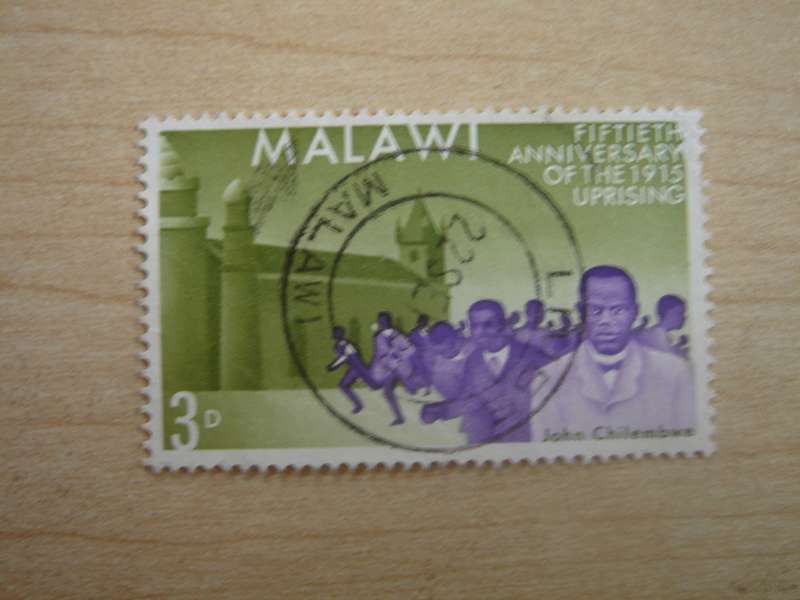 MALAWI
FIFTIETH
ANNIVERSARY
OF THE 1915
UPRISING
MALAWI
3D
John Chilembwe